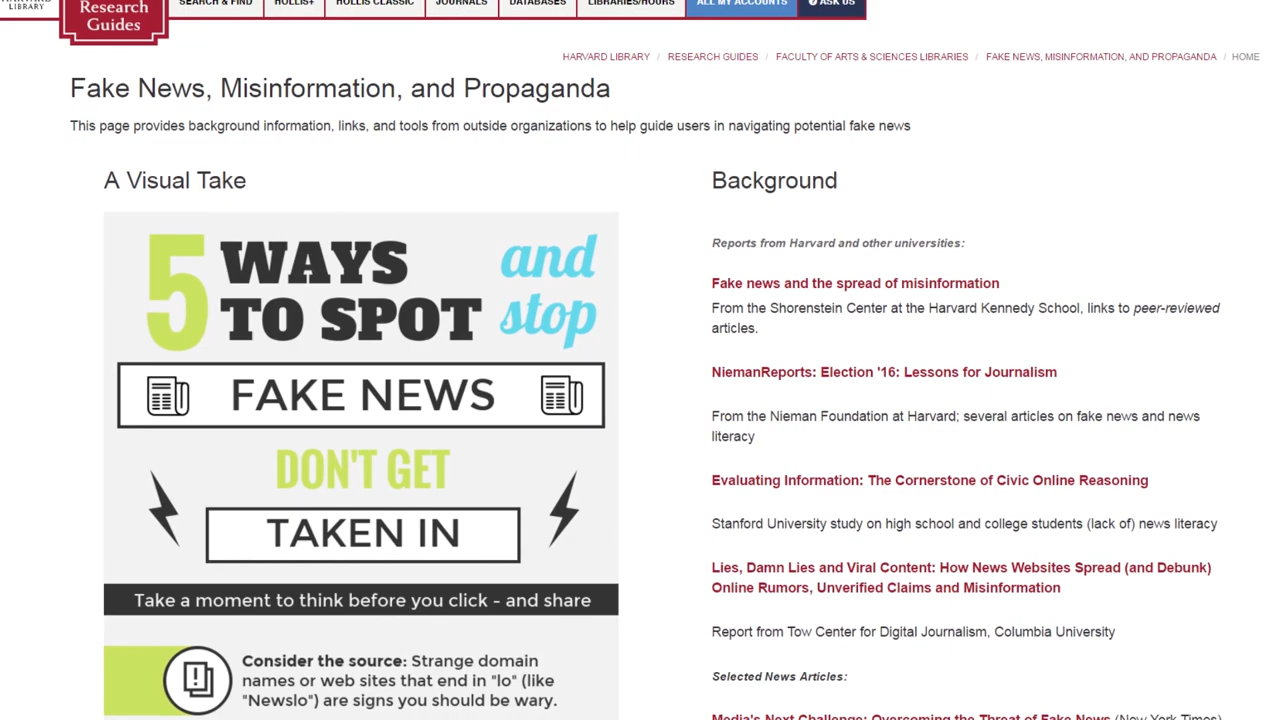 HARVARD
LIBRARY
Research
Guides
SEARCH & FIND
HOLLIS+
HOLLIS CLASSIC
JOURNALS
DATABASES
LIBRARIES/HOURS
ALL MY ACCOUNTS
ASK US
HARVARD LIBRARY / RESEARCH GUIDES / FACULTY OF ARTS & SCIENCES LIBRARIES / FAKE NEWS, MISINFORMATION, AND PROPAGANDA / HOME
Fake News, Misinformation, and Propaganda
This page provides background information, links, and tools from outside organizations to help guide users in navigating potential fake news
A Visual Take
5 WAYS and
TO SPOT stop
FAKE NEWS
DON'T GET
TAKEN IN
Take a moment to think before you click - and share
Consider the source: Strange domain
names or web sites that end in "lo" (like
"Newslo") are signs you should be wary.
Background
Reports from Harvard and other universities:
Fake news and the spread of misinformation
From the Shorenstein Center at the Harvard Kennedy School, links to peer-reviewed
articles.
NiemanReports: Election '16: Lessons for Journalism
From the Nieman Foundation at Harvard; several articles on fake news and news
literacy
Evaluating Information: The Cornerstone of Civic Online Reasoning
Stanford University study on high school and college students (lack of) news literacy
Lies, Damn Lies and Viral Content: How News Websites Spread (and Debunk)
Online Rumors, Unverified Claims and Misinformation
Report from Tow Center for Digital Journalism, Columbia University
Selected News Articles:
Media's Next Challenge: Overcoming the Threat of Fake News (New York Times)